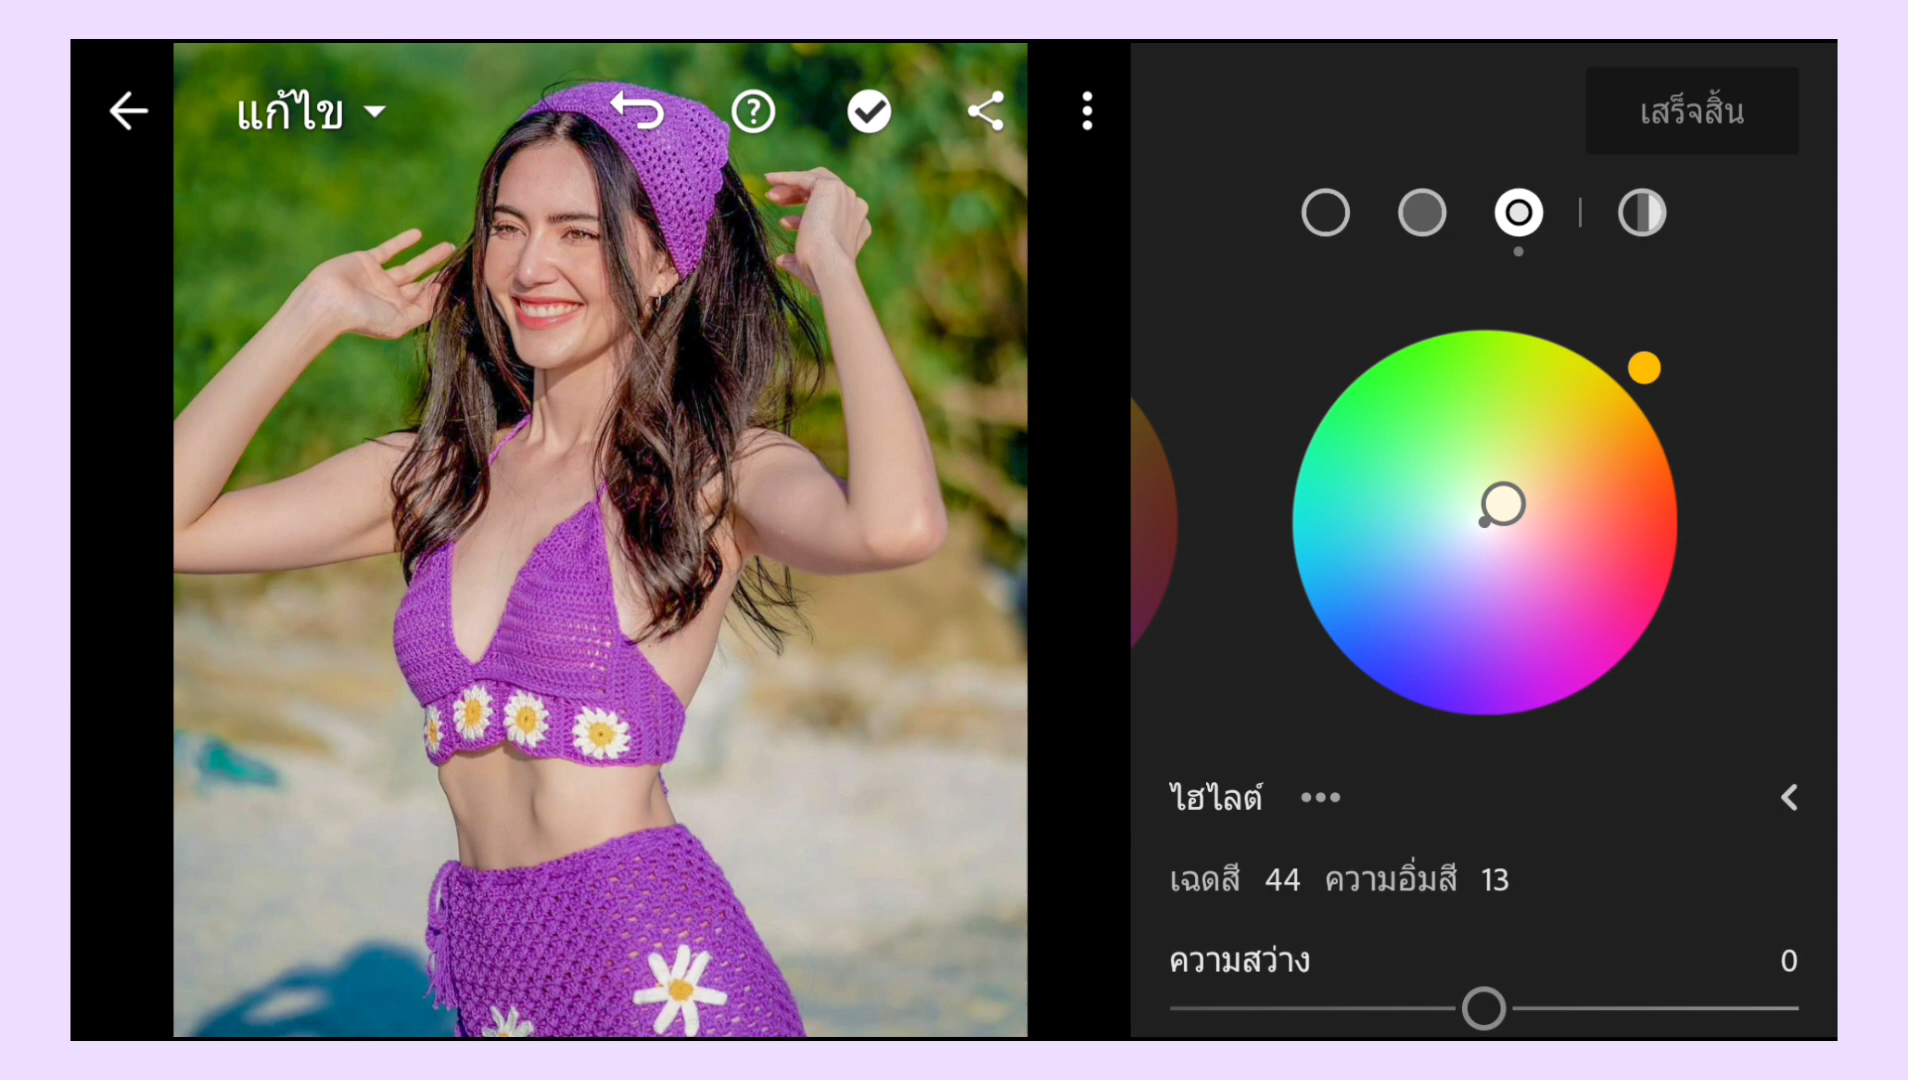 แก้ไข
เสร็จสิ้น
ไฮไลต์
เฉดสี 44 ความอิ่มสี 13
ความสว่าง 0